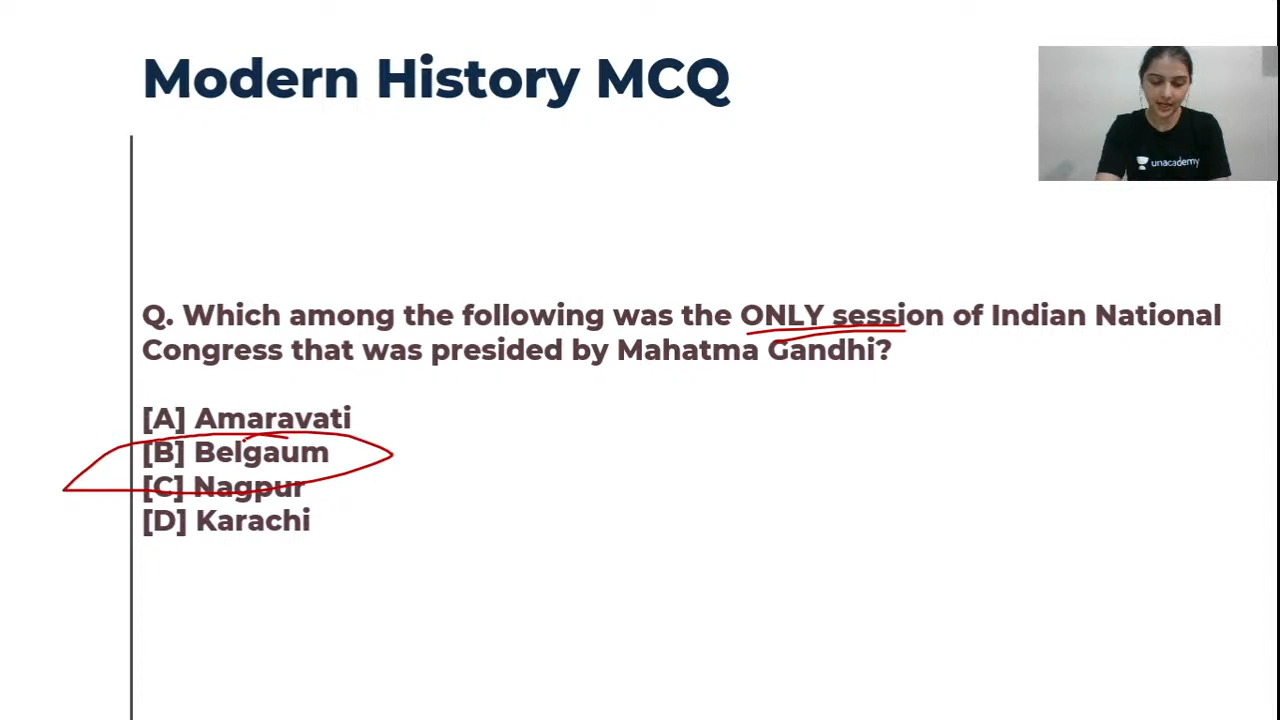 Modern History MCQ
unacademy
Q. Which among the following was the ONLY session of Indian National
Congress that was presided by Mahatma Gandhi?
[A] Amaravati
[B] Belgaum
[C] Nagpur
[D] Karachi